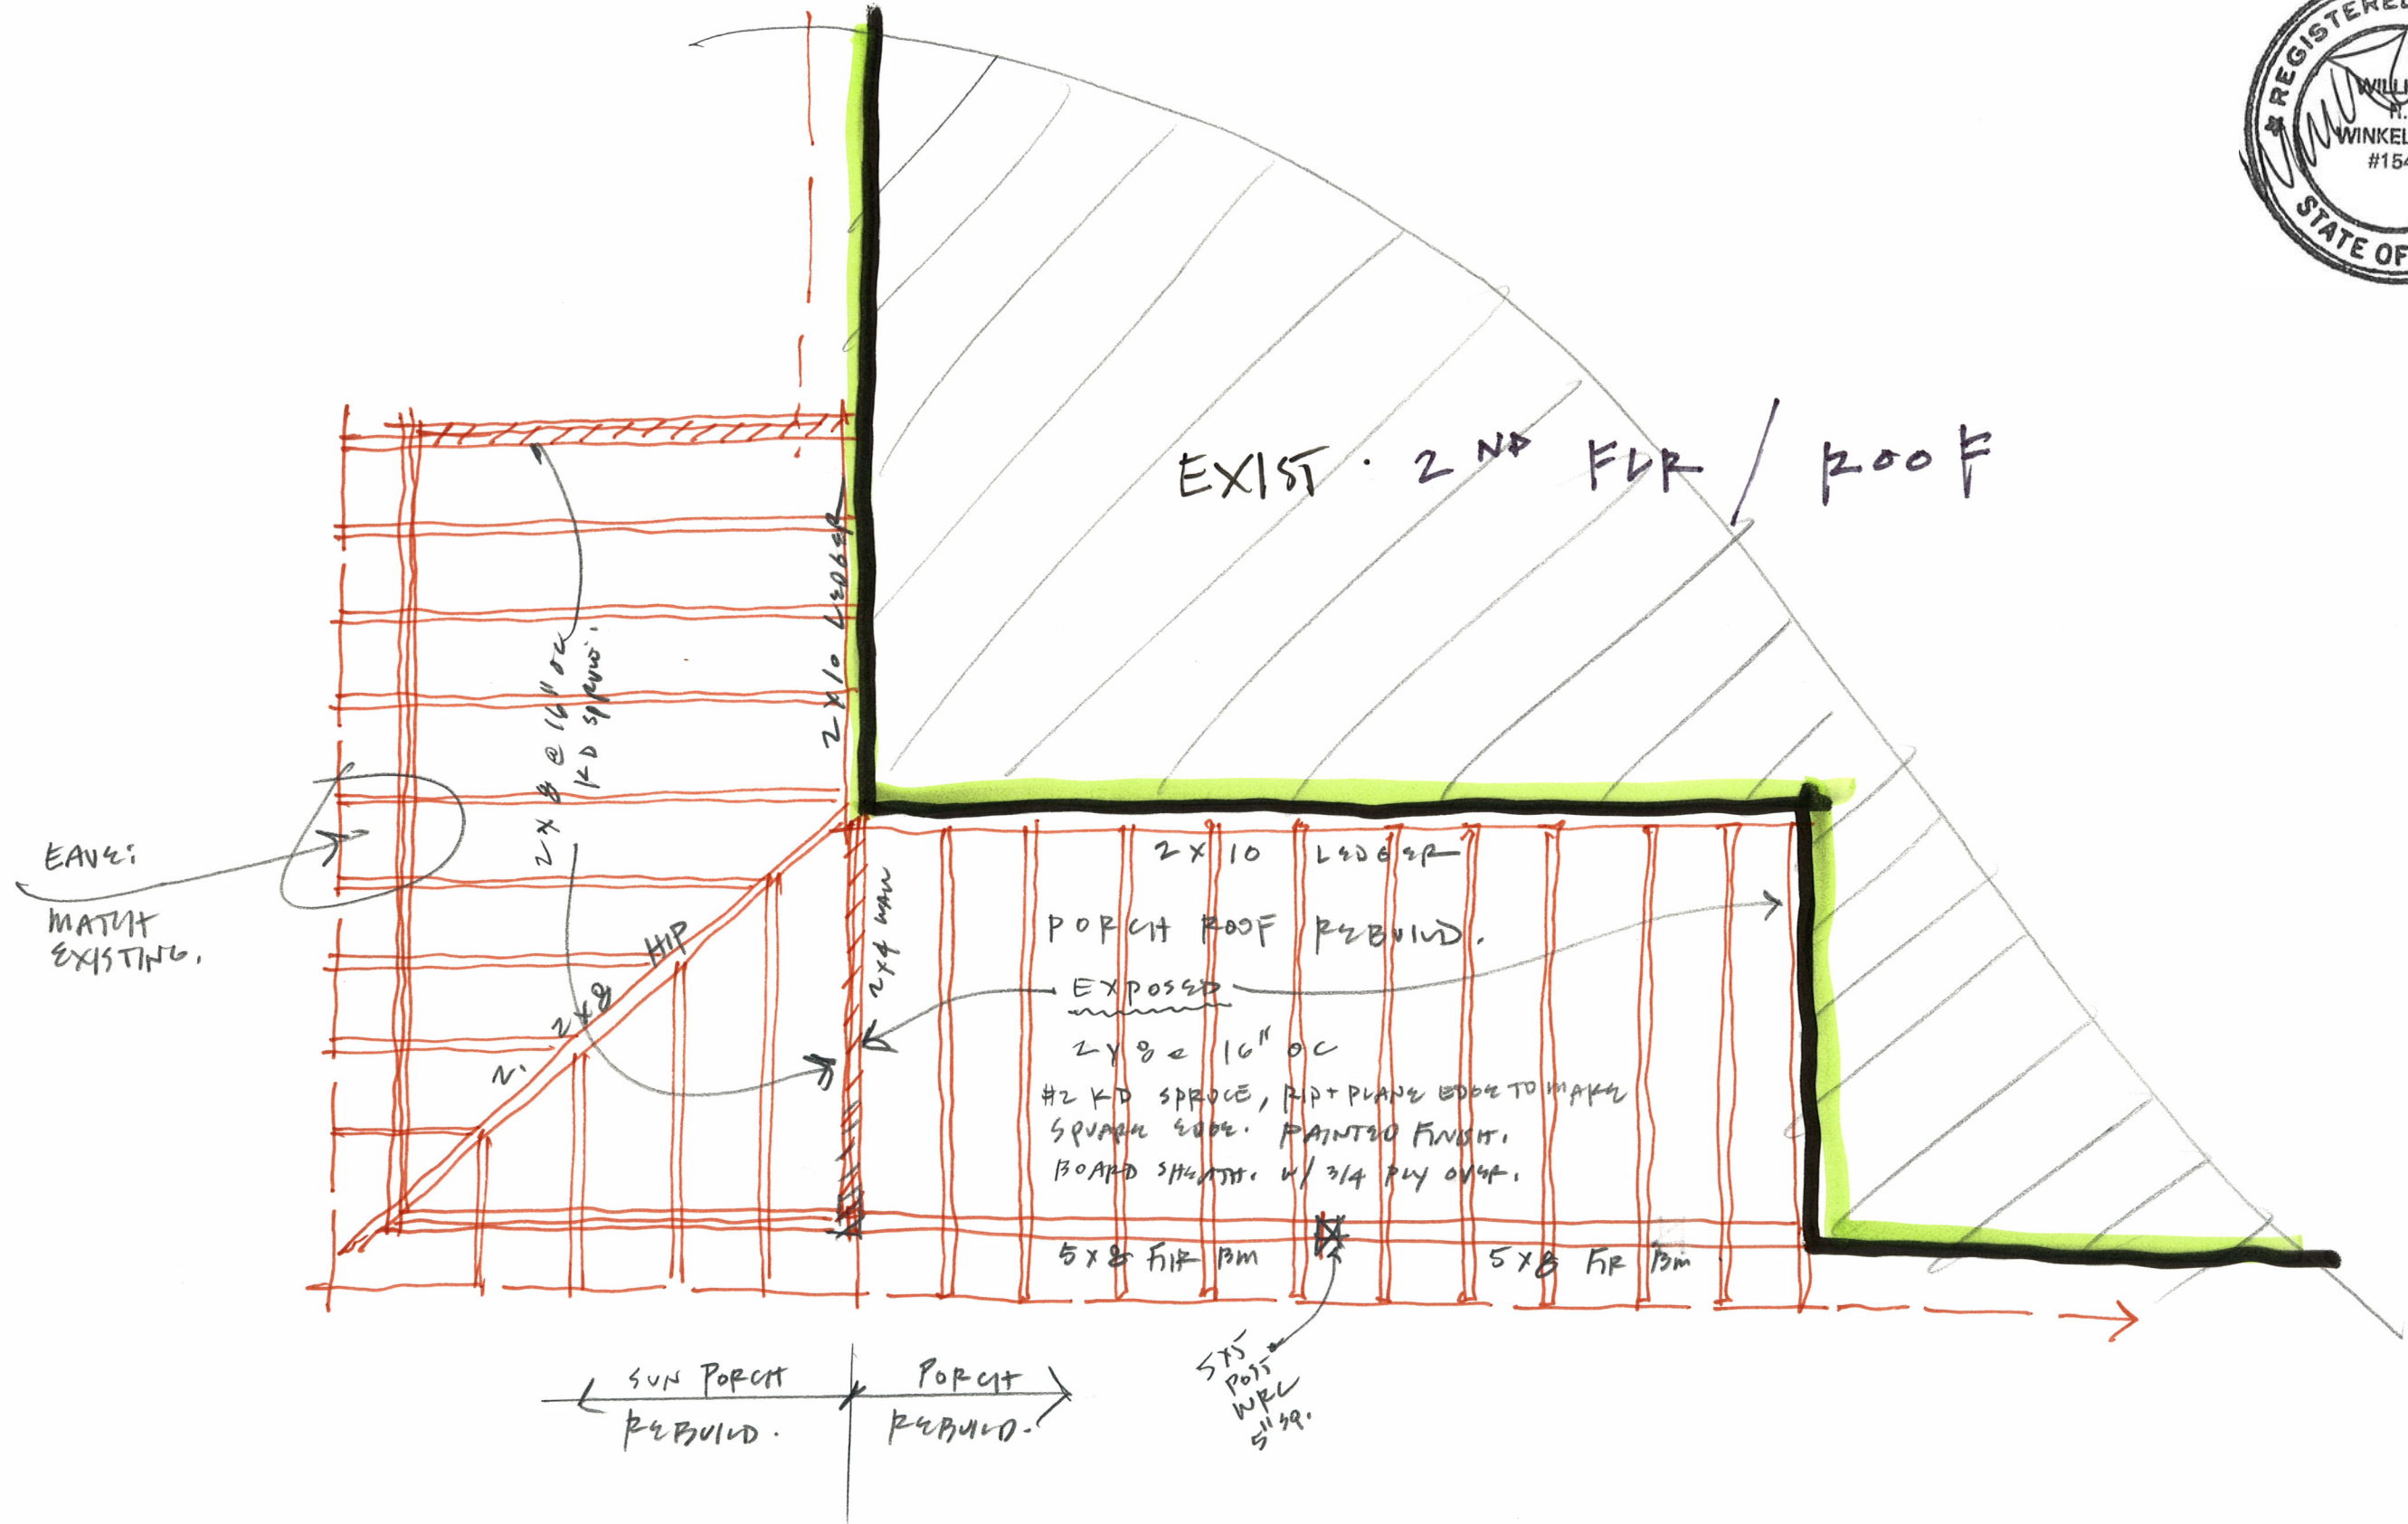 REGISTERED
WILLI
H.
WINKEL
#154
STATE OF
EXIST. 2ND FLR / ROOF
2X10 LEDGER
2X8 @ 16" OC
KD SPRUCE.
EAVE:
MATCH
EXISTING.
HIP
2X8
2X4 WALL
2X10 LEDGER
PORCH ROOF REBUILD.
EXPOSED
2X8 @ 16" OC
#2 KD SPRUCE, RIP + PLANE EDGE TO MAKE
SQUARE EDGE. PAINTED FINISH.
BOARD SHEATH. W/ 3/4 PLY OVER.
5X8 FIR BM
5X8 FIR BM
5X5
POST
WRC
5" SQ.
SUN PORCH
REBUILD.
PORCH
REBUILD.